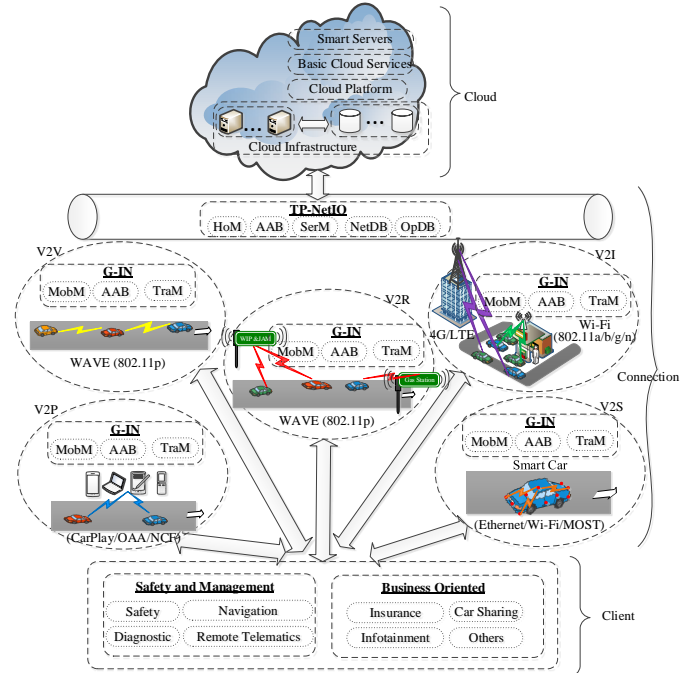 Smart Servers
Basic Cloud Services
Cloud Platform
Cloud Infrastructure
Cloud
TP-NetIO
HoM AAB SerM NetDB OpDB
V2V
G-IN
MobM AAB TraM
WAVE (802.11p)
V2R
WIP &JAM
G-IN
MobM AAB TraM
Gas Station
WAVE (802.11p)
V2I
G-IN
MobM AAB TraM
4G/LTE
Wi-Fi
(802.11a/b/g/n)
Connection
V2P
G-IN
MobM AAB TraM
(CarPlay/OAA/NCF)
V2S
G-IN
MobM AAB TraM
Smart Car
(Ethernet/Wi-Fi/MOST)
Safety and Management
Safety Navigation
Diagnostic Remote Telematics
Business Oriented
Insurance Car Sharing
Infotainment Others
Client